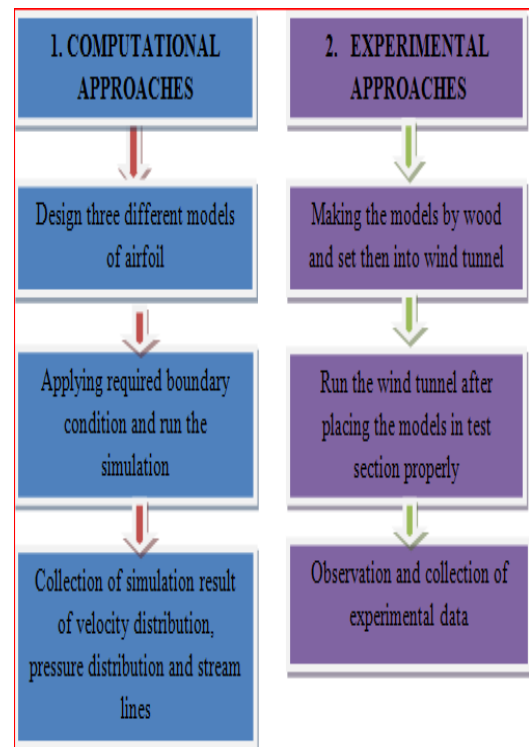 1. COMPUTATIONAL
APPROACHES
Design three different models
of airfoil
Applying required boundary
condition and run the
simulation
Collection of simulation result
of velocity distribution,
pressure distribution and stream
lines
2. EXPERIMENTAL
APPROACHES
Making the models by wood
and set then into wind tunnel
Run the wind tunnel after
placing the models in test
section properly
Observation and collection of
experimental data